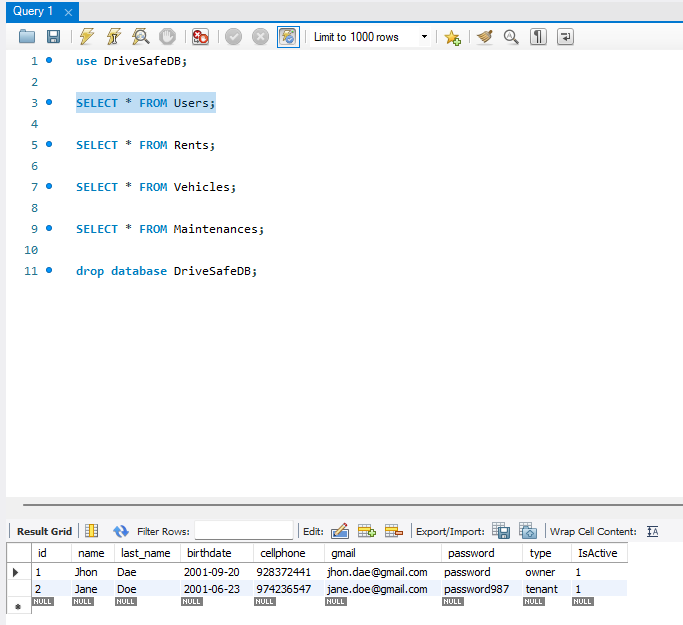 Query 1
Limit to 1000 rows
1 use DriveSafeDB;
2
3 SELECT * FROM Users;
4
5 SELECT * FROM Rents;
6
7 SELECT * FROM Vehicles;
8
9 SELECT * FROM Maintenances;
10
11 drop database DriveSafeDB;
Result Grid Filter Rows: Edit: Export/Import: Wrap Cell Content:
id name last_name birthdate cellphone gmail password type IsActive
1 Jhon Dae 2001-09-20 928372441 jhon.dae@gmail.com password owner 1
2 Jane Doe 2001-06-23 974236547 jane.doe@gmail.com password987 tenant 1
NULL NULL NULL NULL NULL NULL NULL NULL NULL